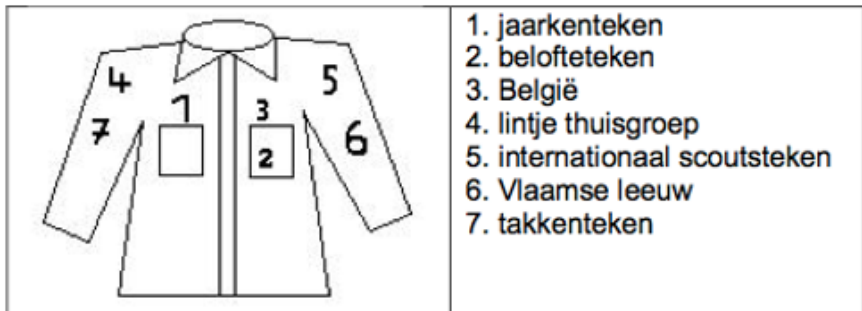 4
5
1
3
7
6
2
1. jaarkenteken
2. belofteteken
3. België
4. lintje thuisgroep
5. internationaal scoutsteken
6. Vlaamse leeuw
7. takkenteken